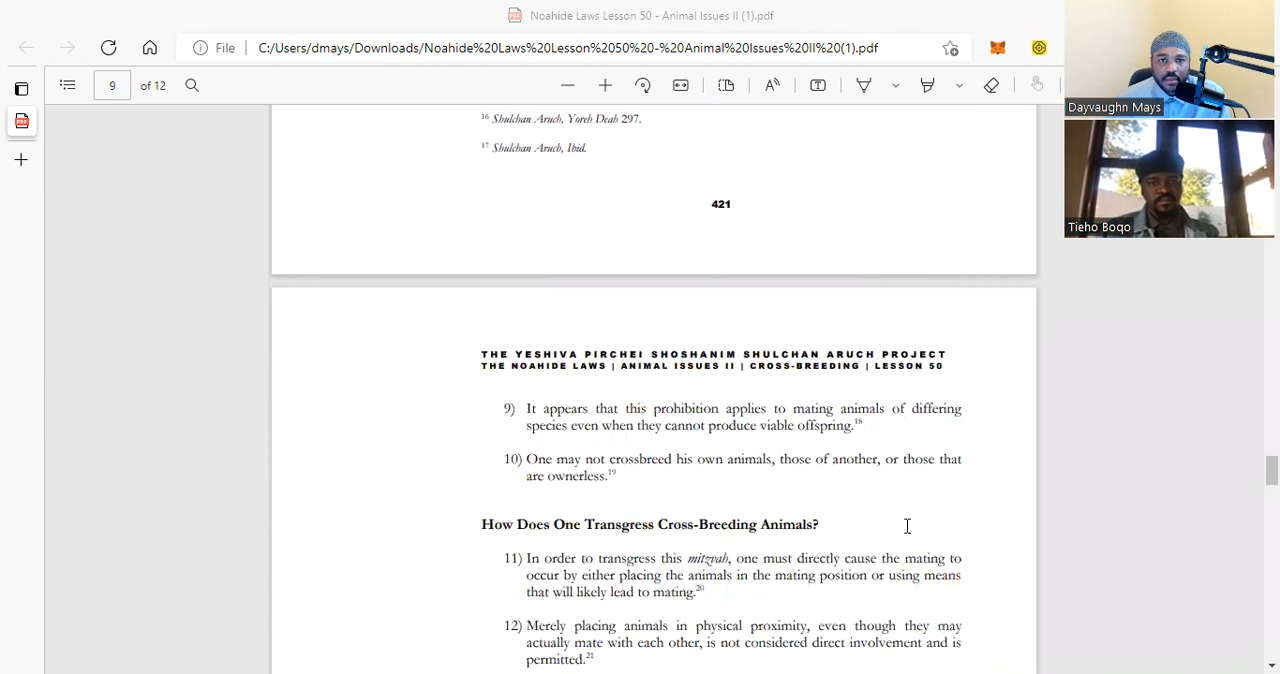 Noahide Laws Lesson 50 - Animal Issues II (1).pdf
File
C:/Users/dmays/Downloads/Noahide%20Laws%20Lesson%2050%20-%20Animal%20Issues%20II%20(1).pdf
9 of 12
16 Shulchan Aruch, Yoreh Deah 297.
17 Shulchan Aruch, Ibid.
421
THE YESHIVA PIRCHEI SHOSHANIM SHULCHAN ARUCH PROJECT
THE NOAHIDE LAWS | ANIMAL ISSUES II | CROSS-BREEDING | LESSON 50
9) It appears that this prohibition applies to mating animals of differing
species even when they cannot produce viable offspring.18
10) One may not crossbreed his own animals, those of another, or those that
are ownerless.19
How Does One Transgress Cross-Breeding Animals?
11) In order to transgress this mitzvah, one must directly cause the mating to
occur by either placing the animals in the mating position or using means
that will likely lead to mating.20
12) Merely placing animals in physical proximity, even though they may
actually mate with each other, is not considered direct involvement and is
permitted.21
Dayvaughn Mays
Tieho Boqo